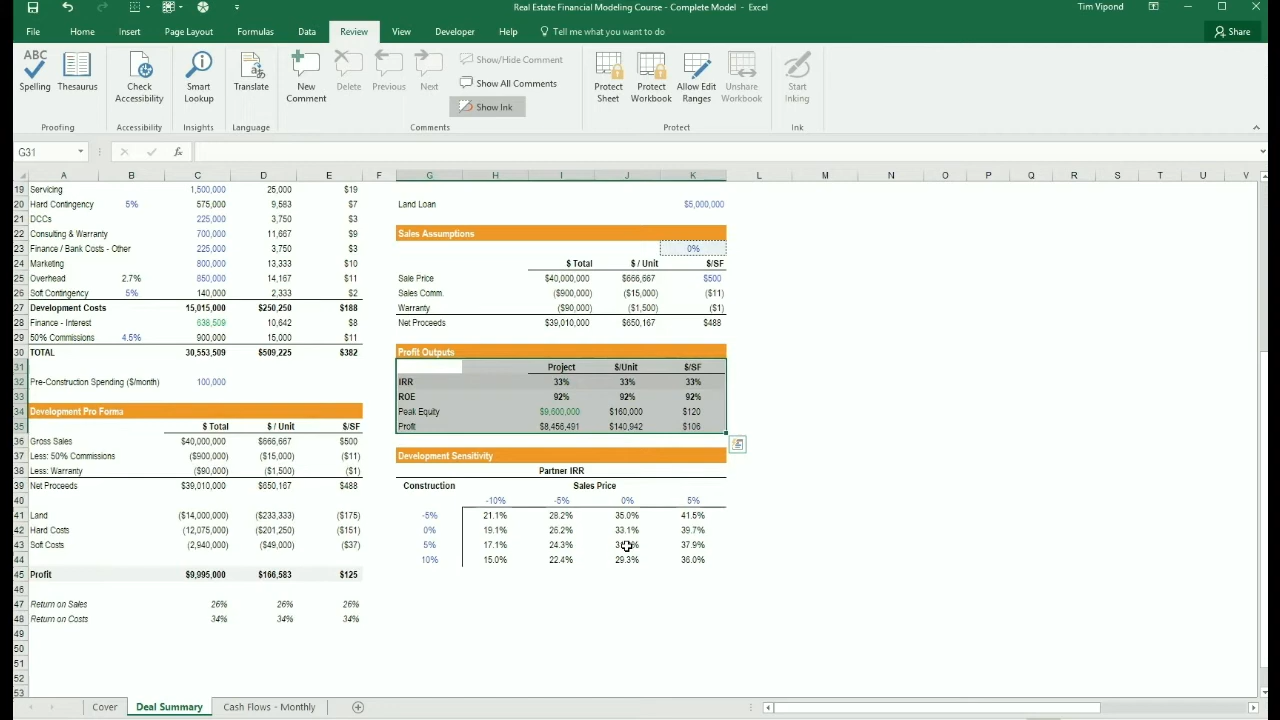 Real Estate Financial Modeling Course - Complete Model - Excel
Tim Vipond
File Home Insert Page Layout Formulas Data Review View Developer Help Tell me what you want to do Share
ABC
Spelling Thesaurus Check Accessibility Smart Lookup Translate New Comment Delete Previous Next
Show/Hide Comment
Show All Comments
Show Ink
Protect Sheet Protect Workbook Allow Edit Ranges Unshare Workbook Start Inking
Proofing Accessibility Insights Language Comments Protect Ink
G31 fx
A B C D E F G H I J K L M N O P Q R S T U V
19 Servicing 1,500,000 25,000 $19
20 Hard Contingency 5% 575,000 9,583 $7 Land Loan $5,000,000
21 DCCs 225,000 3,750 $3
22 Consulting & Warranty 700,000 11,667 $9 Sales Assumptions
23 Finance / Bank Costs - Other 225,000 3,750 $3 0%
24 Marketing 800,000 13,333 $10 $ Total $ / Unit $/SF
25 Overhead 2.7% 850,000 14,167 $11 Sale Price $40,000,000 $666,667 $500
26 Soft Contingency 5% 140,000 2,333 $2 Sales Comm. ($900,000) ($15,000) ($11)
27 Development Costs 15,015,000 $250,250 $188 Warranty ($90,000) ($1,500) ($1)
28 Finance - Interest 638,509 10,642 $8 Net Proceeds $39,010,000 $650,167 $488
29 50% Commissions 4.5% 900,000 15,000 $11
30 TOTAL 30,553,509 $509,225 $382 Profit Outputs
31 Project $/Unit $/SF
32 Pre-Construction Spending ($/month) 100,000 IRR 33% 33% 33%
33 ROE 92% 92% 92%
34 Development Pro Forma Peak Equity $9,600,000 $160,000 $120
35 $ Total $ / Unit $/SF Profit $8,456,491 $140,942 $106
36 Gross Sales $40,000,000 $666,667 $500
37 Less: 50% Commissions ($900,000) ($15,000) ($11) Development Sensitivity
38 Less: Warranty ($90,000) ($1,500) ($1) Partner IRR
39 Net Proceeds $39,010,000 $650,167 $488 Construction Sales Price
40 -10% -5% 0% 5%
41 Land ($14,000,000) ($233,333) ($175) -5% 21.1% 28.2% 35.0% 41.5%
42 Hard Costs (12,075,000) ($201,250) ($151) 0% 19.1% 26.2% 33.1% 39.7%
43 Soft Costs (2,940,000) ($49,000) ($37) 5% 17.1% 24.3% 37.9%
44 10% 15.0% 22.4% 29.3% 36.0%
45 Profit $9,995,000 $166,583 $125
46
47 Return on Sales 26% 26% 26%
48 Return on Costs 34% 34% 34%
49
50
51
52
53
Cover Deal Summary Cash Flows - Monthly